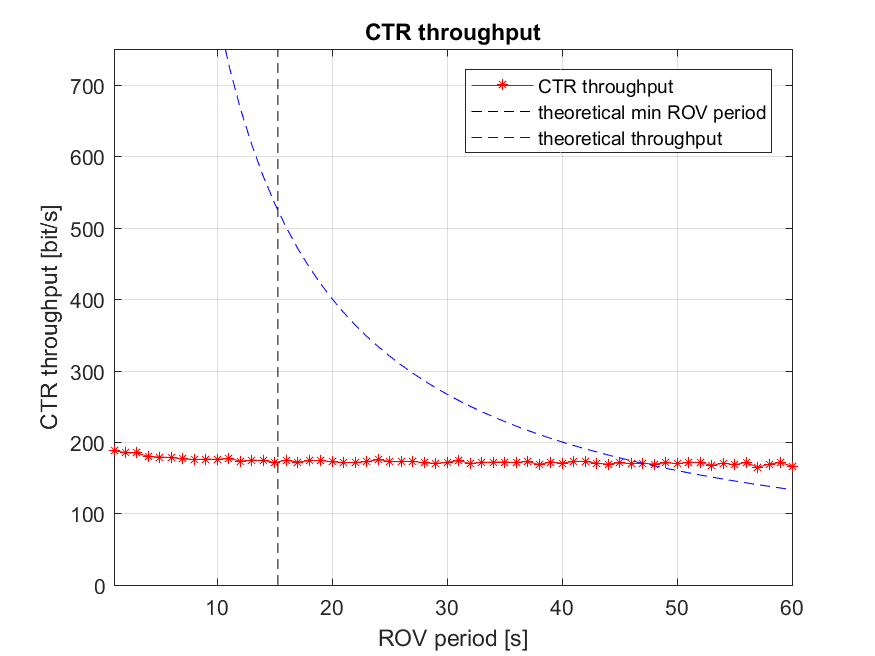 CTR throughput
CTR throughput
theoretical min ROV period
theoretical throughput
CTR throughput [bit/s]
700
600
500
400
300
200
100
0
10 20 30 40 50 60
ROV period [s]